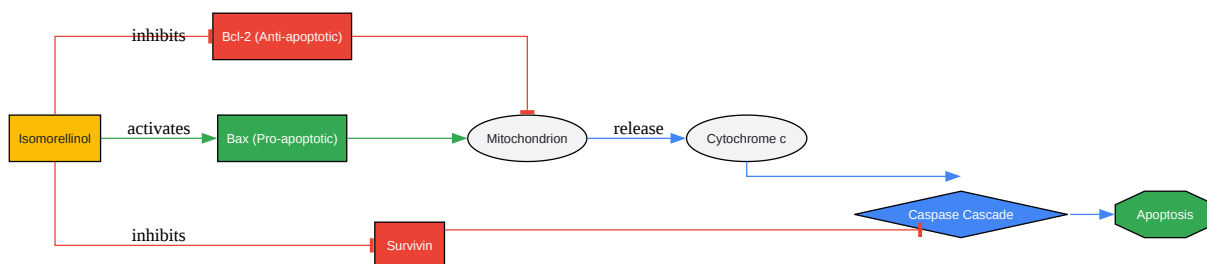 inhibits
Bcl-2 (Anti-apoptotic)
Isomorellinol
activates
Bax (Pro-apoptotic)
Mitochondrion
release
Cytochrome c
Caspase Cascade
Apoptosis
inhibits
Survivin